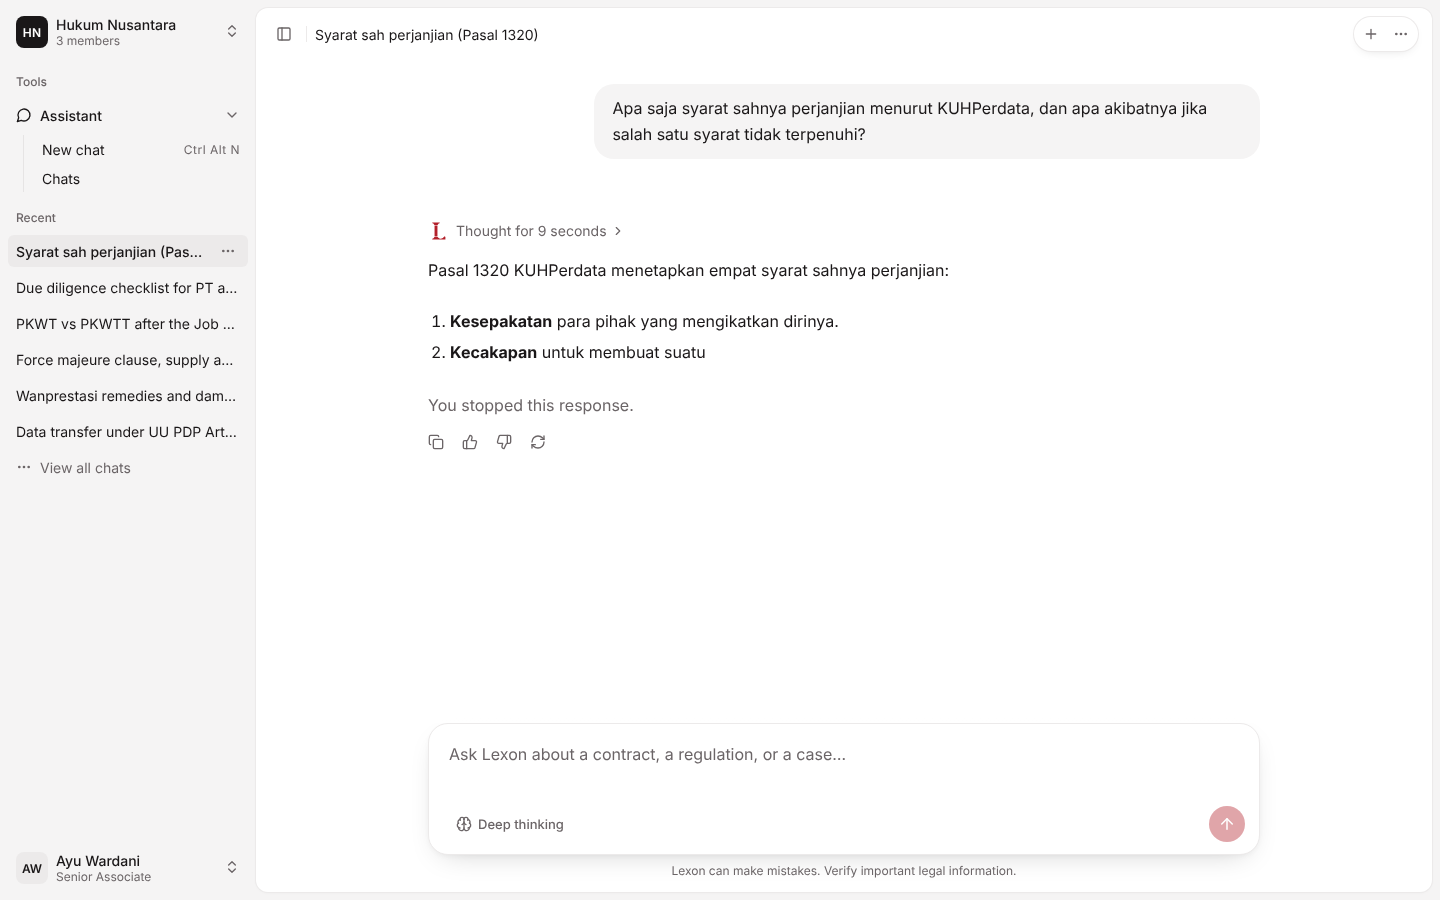 HN
Hukum Nusantara
3 members
Tools
Assistant
New chat
Ctrl Alt N
Chats
Recent
Syarat sah perjanjian (Pas...
Due diligence checklist for PT a...
PKWT vs PKWTT after the Job ...
Force majeure clause, supply a...
Wanprestasi remedies and dam...
Data transfer under UU PDP Art...
View all chats
AW
Ayu Wardani
Senior Associate
Syarat sah perjanjian (Pasal 1320)
Apa saja syarat sahnya perjanjian menurut KUHPerdata, dan apa akibatnya jika
salah satu syarat tidak terpenuhi?
L
Thought for 9 seconds
Pasal 1320 KUHPerdata menetapkan empat syarat sahnya perjanjian:
1. Kesepakatan para pihak yang mengikatkan dirinya.
2. Kecakapan untuk membuat suatu
You stopped this response.
Ask Lexon about a contract, a regulation, or a case...
Deep thinking
Lexon can make mistakes. Verify important legal information.